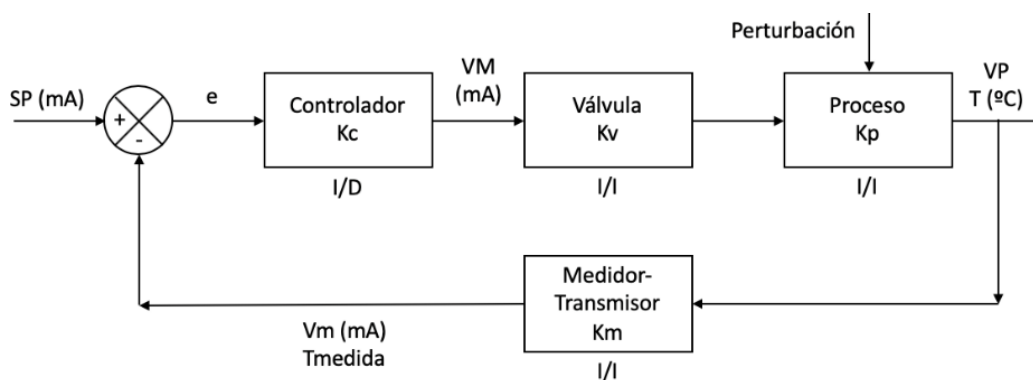 Perturbación
SP (mA)
+
-
e
Controlador
Kc
I/D
VM
(mA)
Válvula
Kv
I/I
Proceso
Kp
I/I
VP
T (ºC)
Medidor-
Transmisor
Km
I/I
Vm (mA)
Tmedida